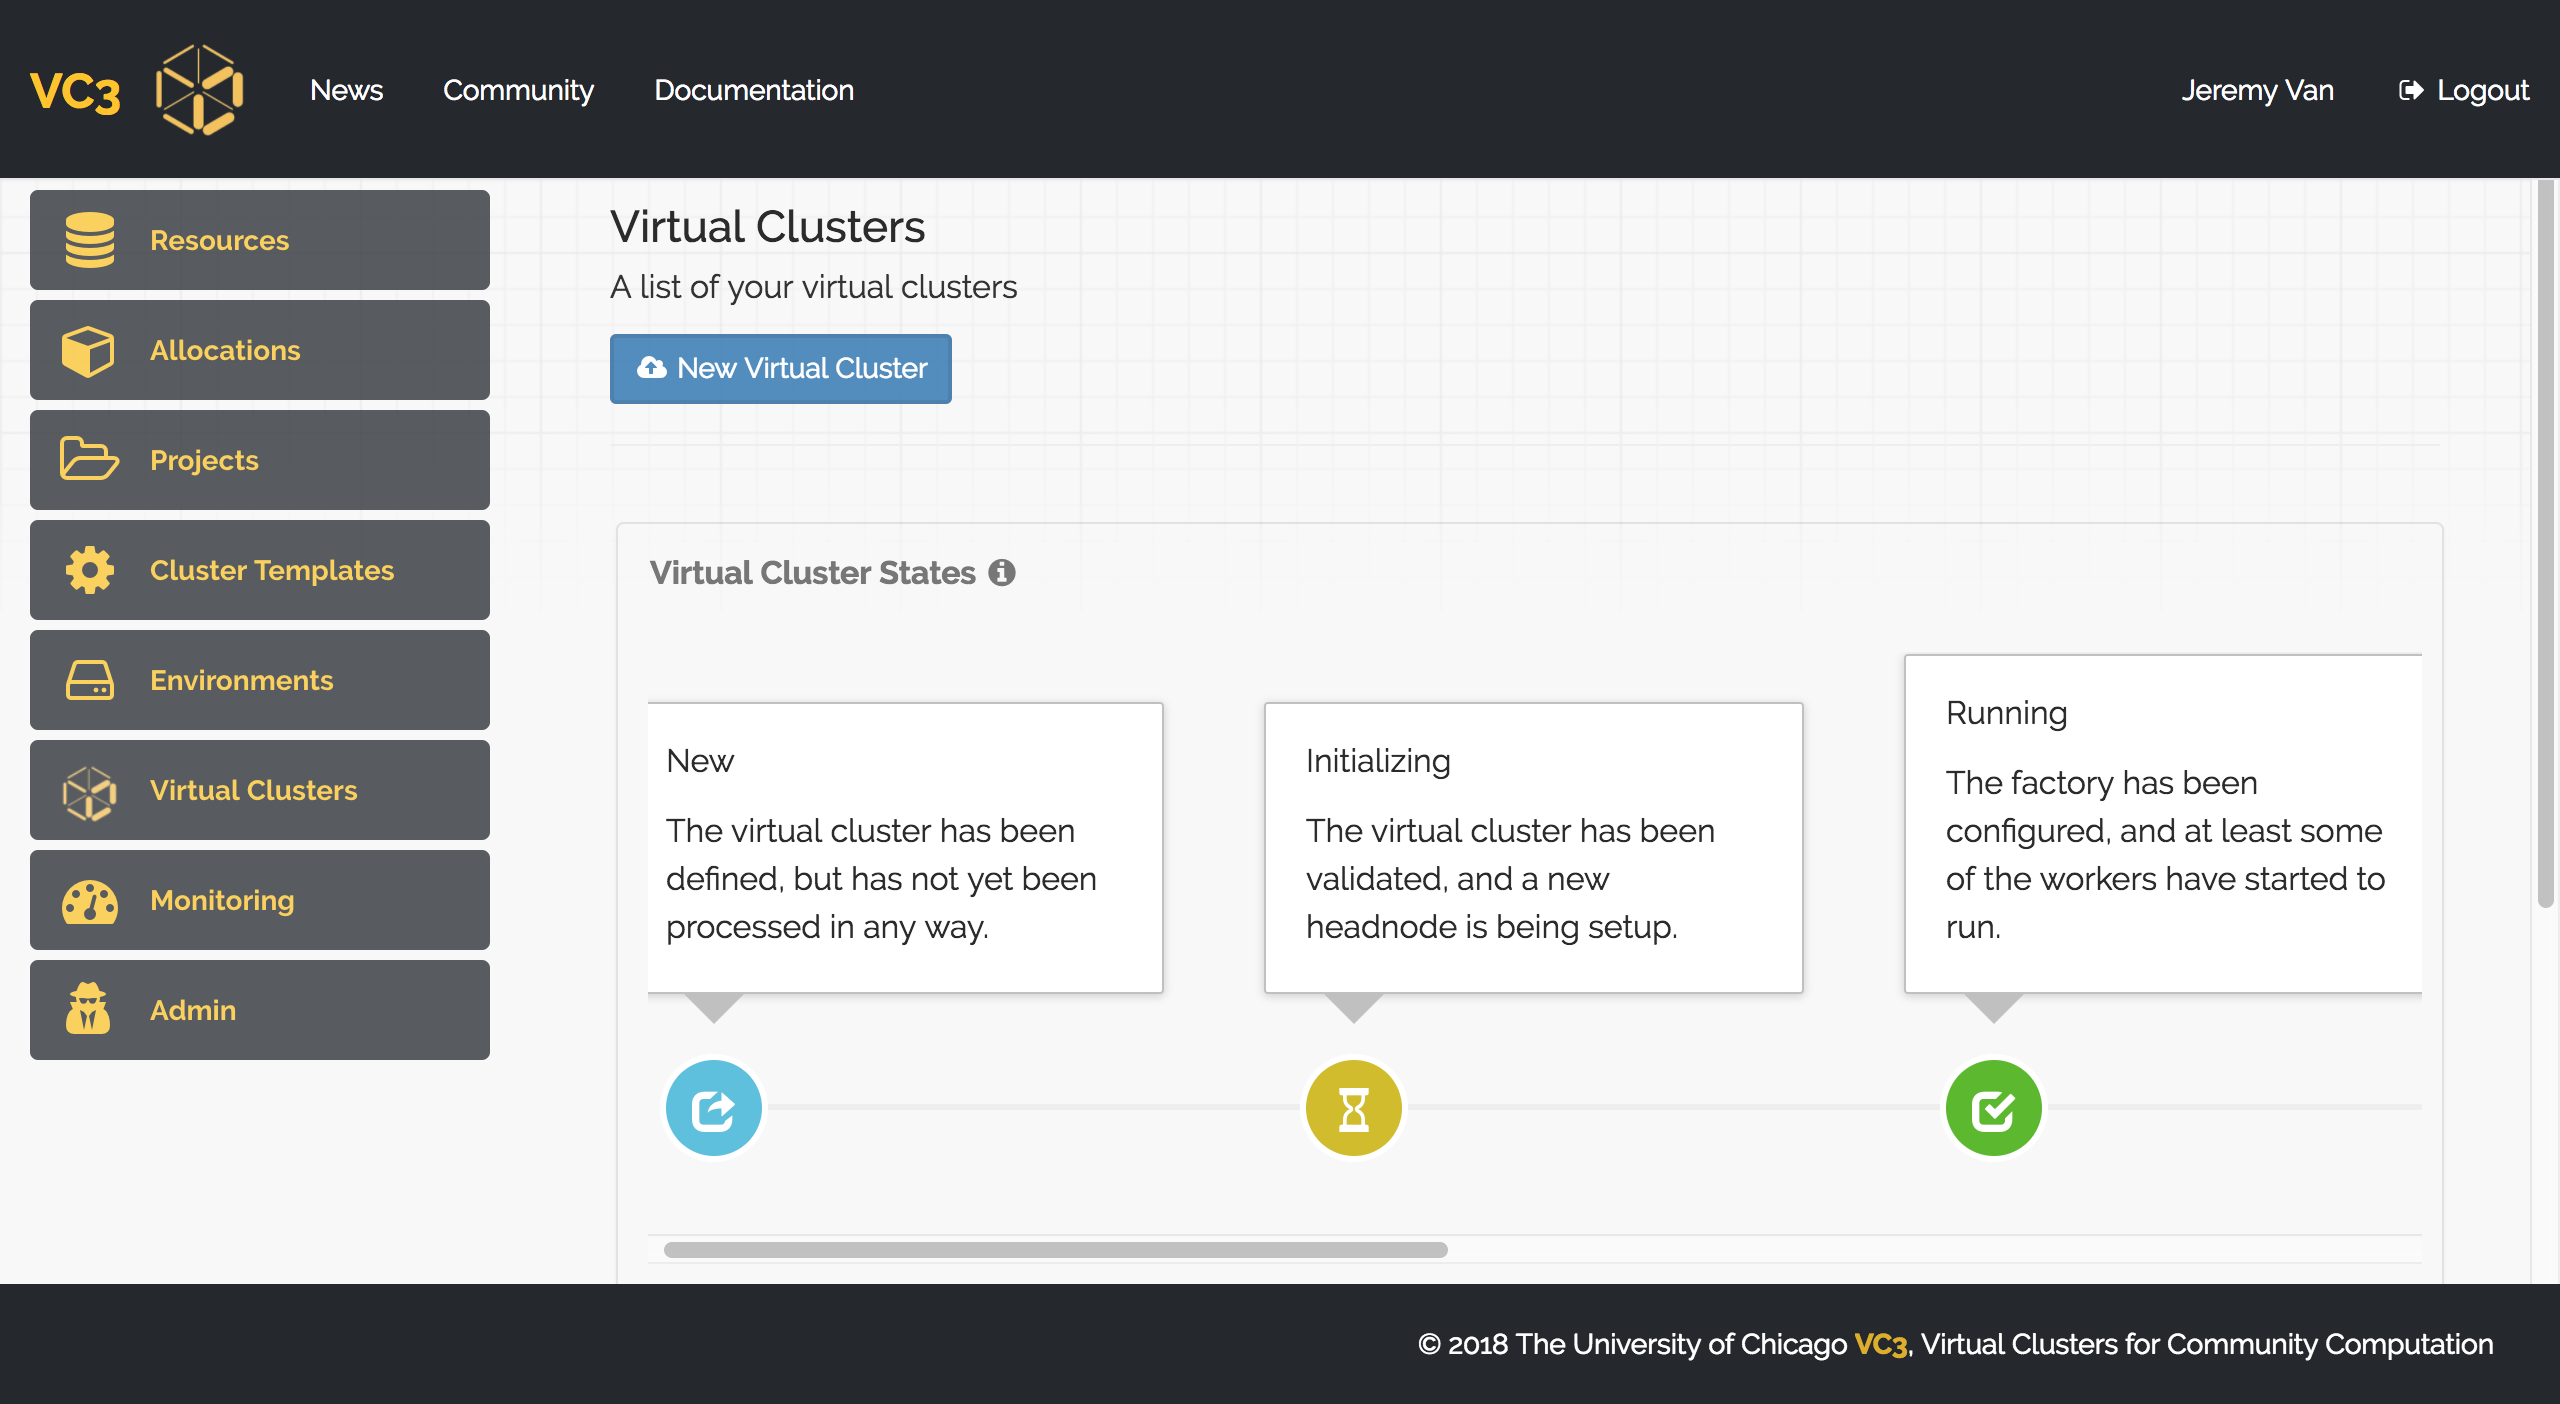 VC3
News
Community
Documentation
Jeremy Van
Logout
Resources
Allocations
Projects
Cluster Templates
Environments
Virtual Clusters
Monitoring
Admin
Virtual Clusters
A list of your virtual clusters
New Virtual Cluster
Virtual Cluster States
New
The virtual cluster has been
defined, but has not yet been
processed in any way.
Initializing
The virtual cluster has been
validated, and a new
headnode is being setup.
Running
The factory has been
configured, and at least some
of the workers have started to
run.
© 2018 The University of Chicago VC3, Virtual Clusters for Community Computation